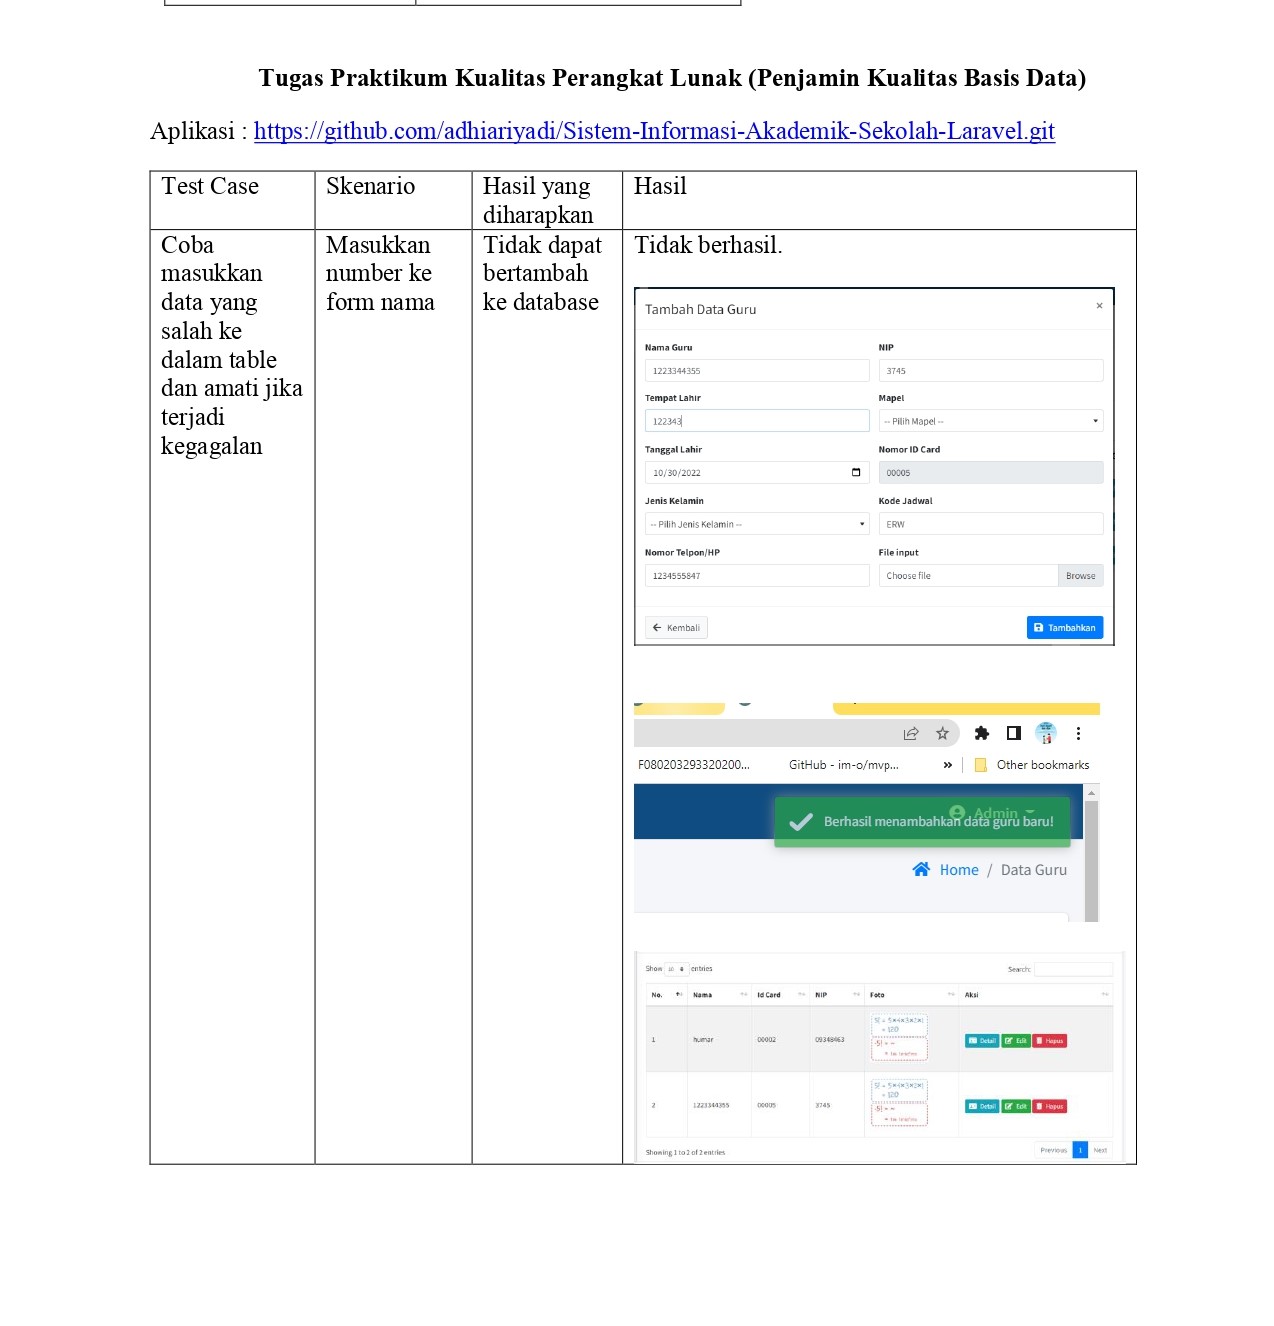 Tugas Praktikum Kualitas Perangkat Lunak (Penjamin Kualitas Basis Data)
Aplikasi : https://github.com/adhiariyadi/Sistem-Informasi-Akademik-Sekolah-Laravel.git
Test Case
Skenario
Hasil yang
diharapkan
Hasil
Coba
masukkan
data yang
salah ke
dalam table
dan amati jika
terjadi
kegagalan
Masukkan
number ke
form nama
Tidak dapat
bertambah
ke database
Tidak berhasil.
Tambah Data Guru ×
Nama Guru NIP
1223344355 3745
Tempat Lahir Mapel
122343 -- Pilih Mapel --
Tanggal Lahir Nomor ID Card
10/30/2022 00005
Jenis Kelamin Kode Jadwal
-- Pilih Jenis Kelamin -- ERW
Nomor Telpon/HP File input
1234555847 Choose file Browse
Kembali Tambahkan
F080203293320200... GitHub - im-o/mvp... » Other bookmarks
Admin
Berhasil menambahkan data guru baru!
Home / Data Guru
Show 10 entries Search:
No. Nama Id Card NIP Foto Aksi
1 humar 00002 09348463 Detail Edit Hapus
2 1223344355 00005 3745 Detail Edit Hapus
Showing 1 to 2 of 2 entries Previous 1 Next